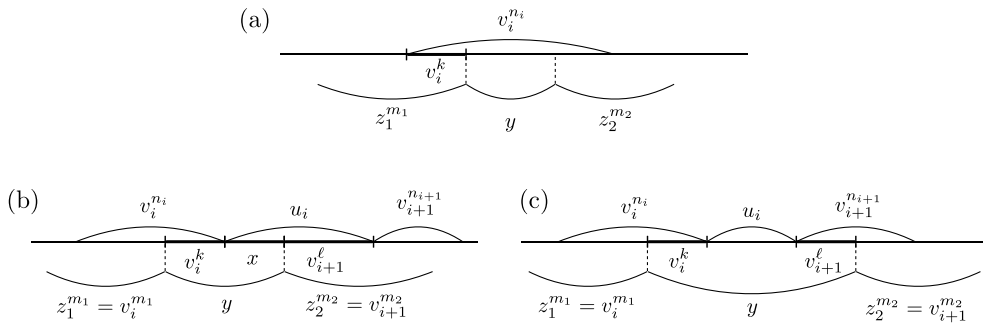 (a)
$v_i^{n_i}$
$v_i^k$
$z_1^{m_1}$ $y$ $z_2^{m_2}$
(b) $v_i^{n_i}$ $u_i$ $v_{i+1}^{n_{i+1}}$
$v_i^k$ $x$ $v_{i+1}^{\ell}$
$z_1^{m_1} = v_i^{m_1}$ $y$ $z_2^{m_2} = v_{i+1}^{m_2}$
(c) $v_i^{n_i}$ $u_i$ $v_{i+1}^{n_{i+1}}$
$v_i^k$ $v_{i+1}^{\ell}$
$z_1^{m_1} = v_i^{m_1}$ $y$ $z_2^{m_2} = v_{i+1}^{m_2}$